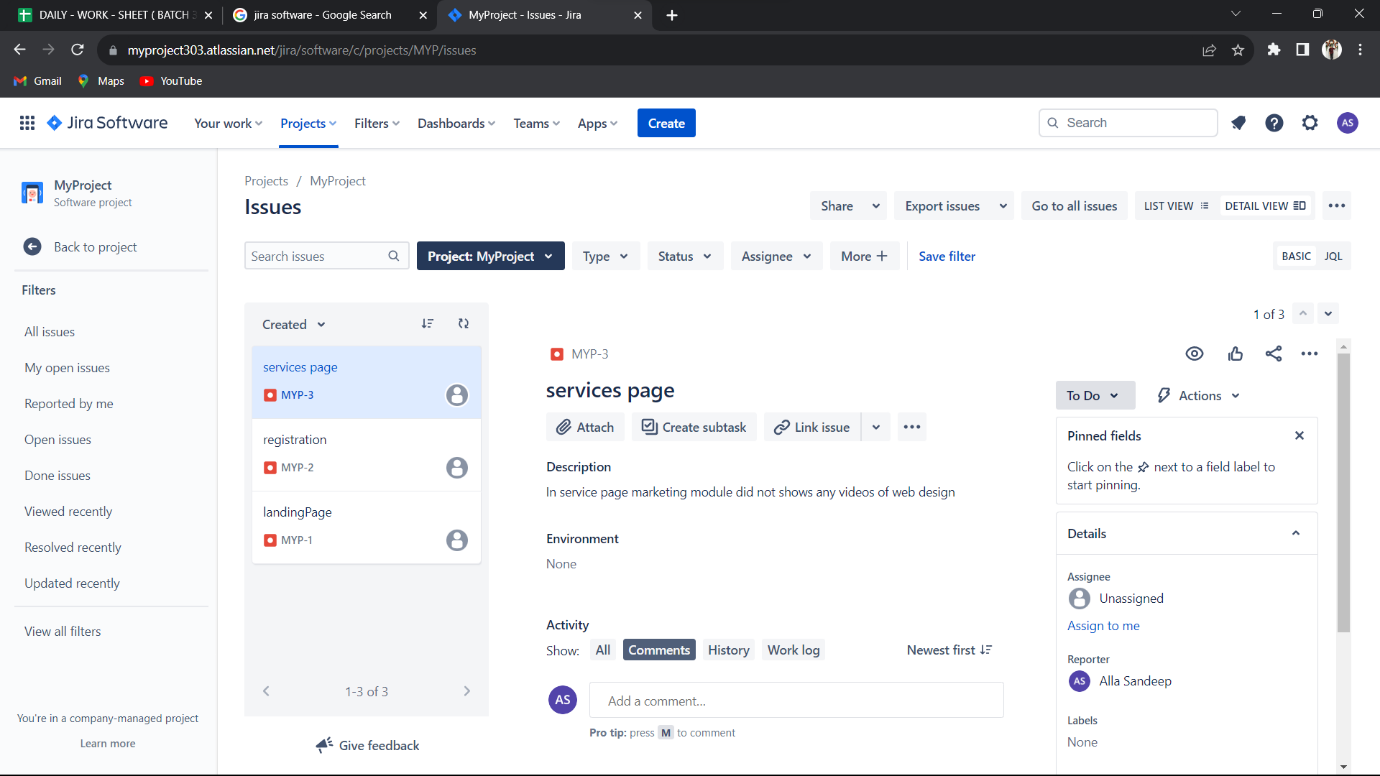 DAILY - WORK - SHEET ( BATCH 3
jira software - Google Search
MyProject - Issues - Jira
myproject303.atlassian.net/jira/software/c/projects/MYP/issues
Gmail Maps YouTube
Jira Software Your work Projects Filters Dashboards Teams Apps Create Search AS
MyProject
Software project
Back to project
Filters
All issues
My open issues
Reported by me
Open issues
Done issues
Viewed recently
Resolved recently
Updated recently
View all filters
You're in a company-managed project
Learn more
Projects / MyProject
Issues
Share Export issues Go to all issues LIST VIEW DETAIL VIEW
Search issues Project: MyProject Type Status Assignee More + Save filter BASIC JQL
Created
services page
MYP-3
registration
MYP-2
landingPage
MYP-1
1-3 of 3
Give feedback
1 of 3
MYP-3
services page
Attach Create subtask Link issue
Description
In service page marketing module did not shows any videos of web design
Environment
None
Activity
Show: All Comments History Work log Newest first
AS Add a comment...
Pro tip: press M to comment
To Do Actions
Pinned fields
Click on the next to a field label to
start pinning.
Details
Assignee
Unassigned
Assign to me
Reporter
AS Alla Sandeep
Labels
None